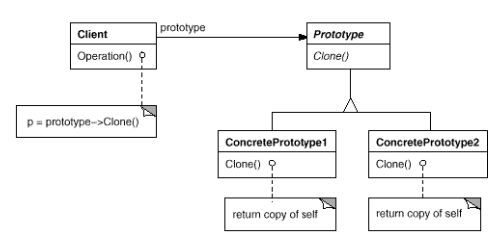 Client
prototype
Prototype
Operation()
Clone()
p = prototype–>Clone()
ConcretePrototype1
ConcretePrototype2
Clone()
Clone()
return copy of self
return copy of self